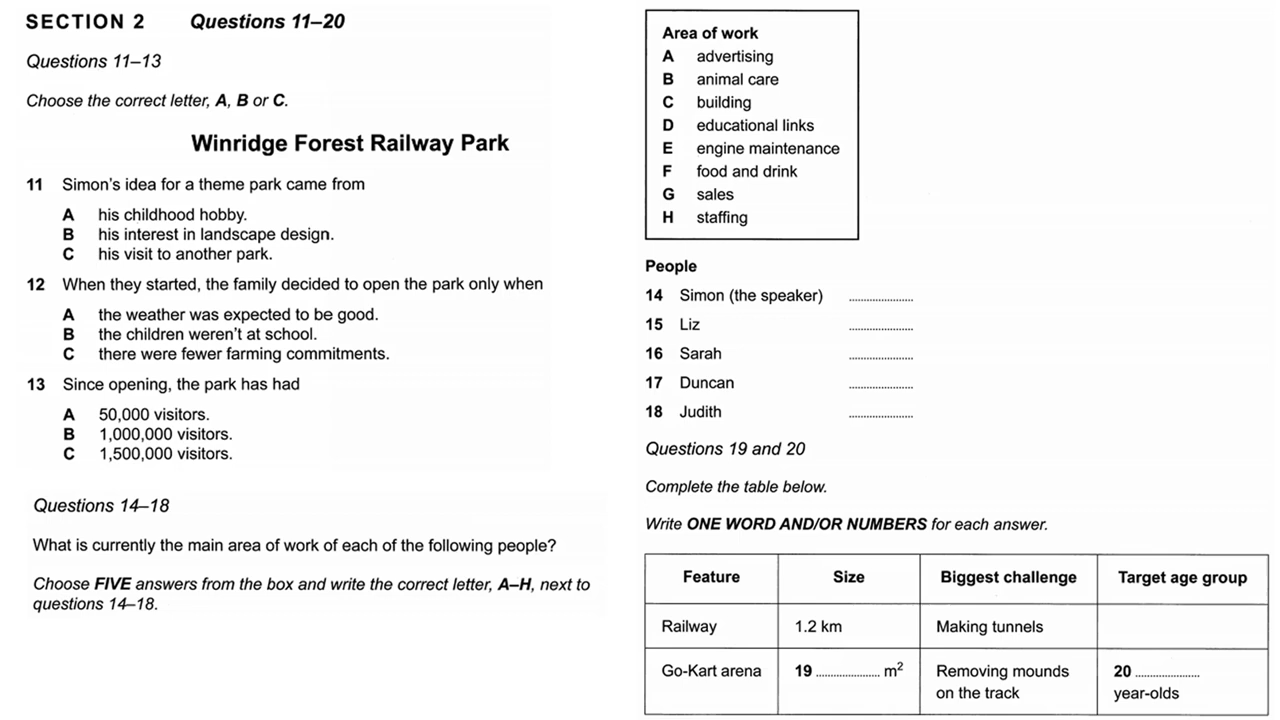 SECTION 2 Questions 11–20
Questions 11–13
Choose the correct letter, A, B or C.
Winridge Forest Railway Park
11 Simon's idea for a theme park came from
A his childhood hobby.
B his interest in landscape design.
C his visit to another park.
12 When they started, the family decided to open the park only when
A the weather was expected to be good.
B the children weren't at school.
C there were fewer farming commitments.
13 Since opening, the park has had
A 50,000 visitors.
B 1,000,000 visitors.
C 1,500,000 visitors.
Questions 14–18
What is currently the main area of work of each of the following people?
Choose FIVE answers from the box and write the correct letter, A–H, next to
questions 14–18.
Area of work
A advertising
B animal care
C building
D educational links
E engine maintenance
F food and drink
G sales
H staffing
People
14 Simon (the speaker) ......................
15 Liz ......................
16 Sarah ......................
17 Duncan ......................
18 Judith ......................
Questions 19 and 20
Complete the table below.
Write ONE WORD AND/OR NUMBERS for each answer.
Feature Size Biggest challenge Target age group
Railway 1.2 km Making tunnels
Go-Kart arena 19 ...................... m² Removing mounds 20 ......................
on the track year-olds